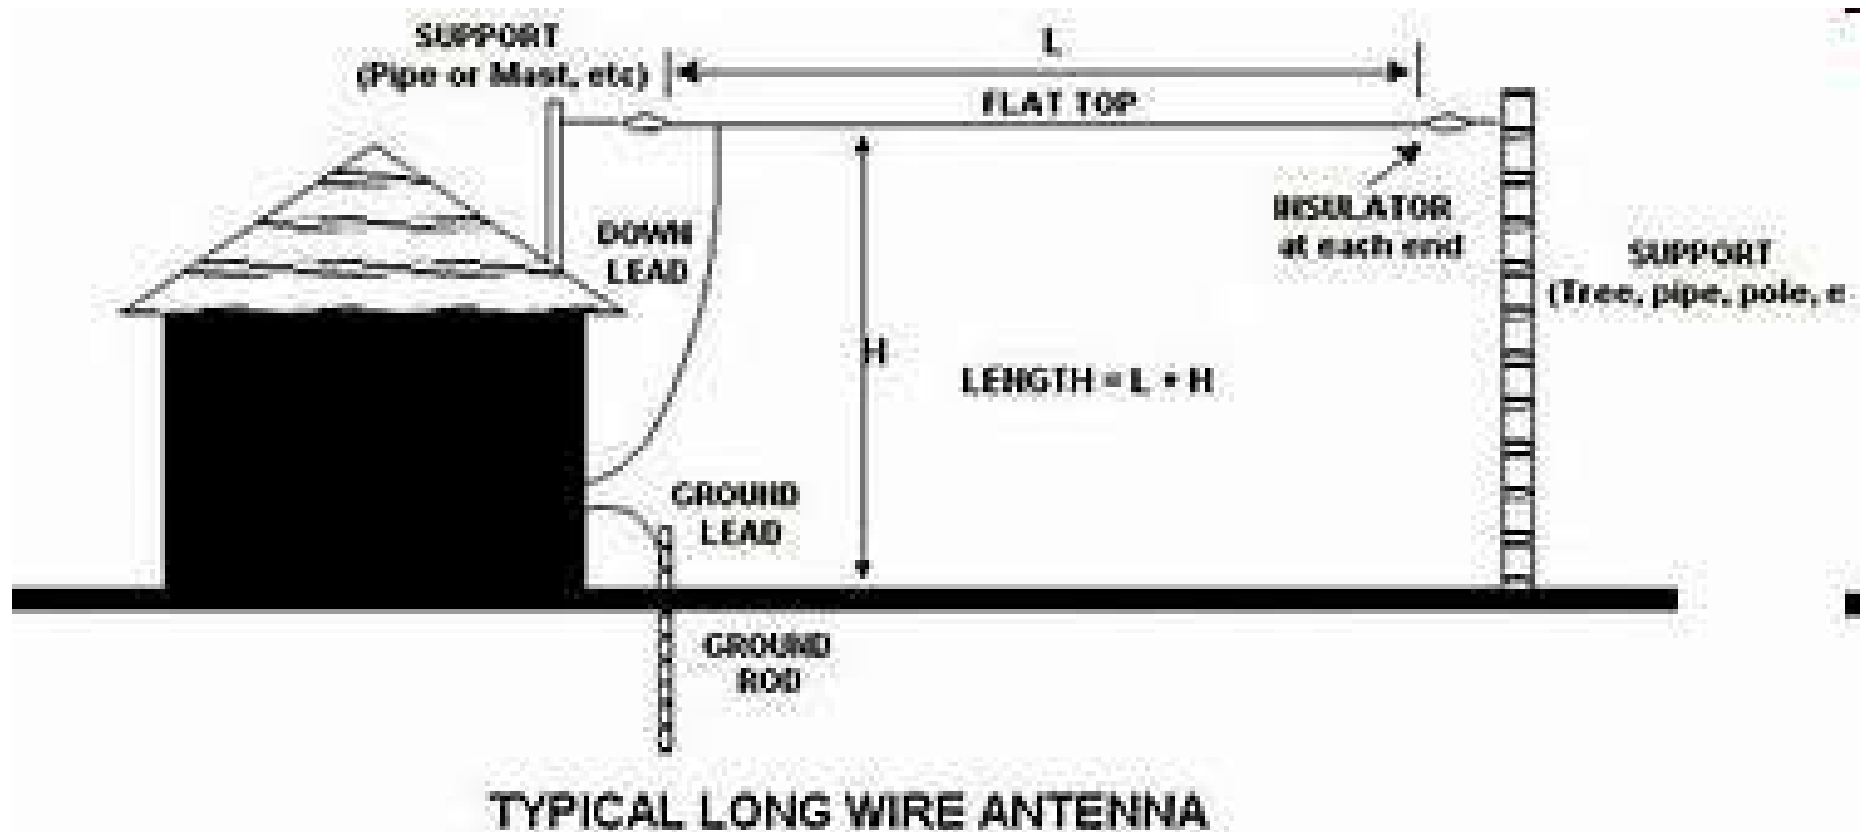 SUPPORT
(Pipe or Mast, etc)
L
FLAT TOP
DOWN
LEAD
INSULATOR
at each end
SUPPORT
(Tree, pipe, pole, e
H
LENGTH = L + H
GROUND
LEAD
GROUND
ROD
TYPICAL LONG WIRE ANTENNA